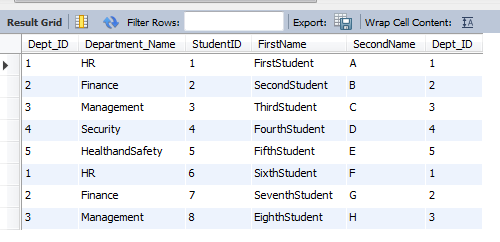 Result Grid Filter Rows: Export: Wrap Cell Content:
Dept_ID Department_Name StudentID FirstName SecondName Dept_ID
1 HR 1 FirstStudent A 1
2 Finance 2 SecondStudent B 2
3 Management 3 ThirdStudent C 3
4 Security 4 FourthStudent D 4
5 HealthandSafety 5 FifthStudent E 5
1 HR 6 SixthStudent F 1
2 Finance 7 SeventhStudent G 2
3 Management 8 EighthStudent H 3